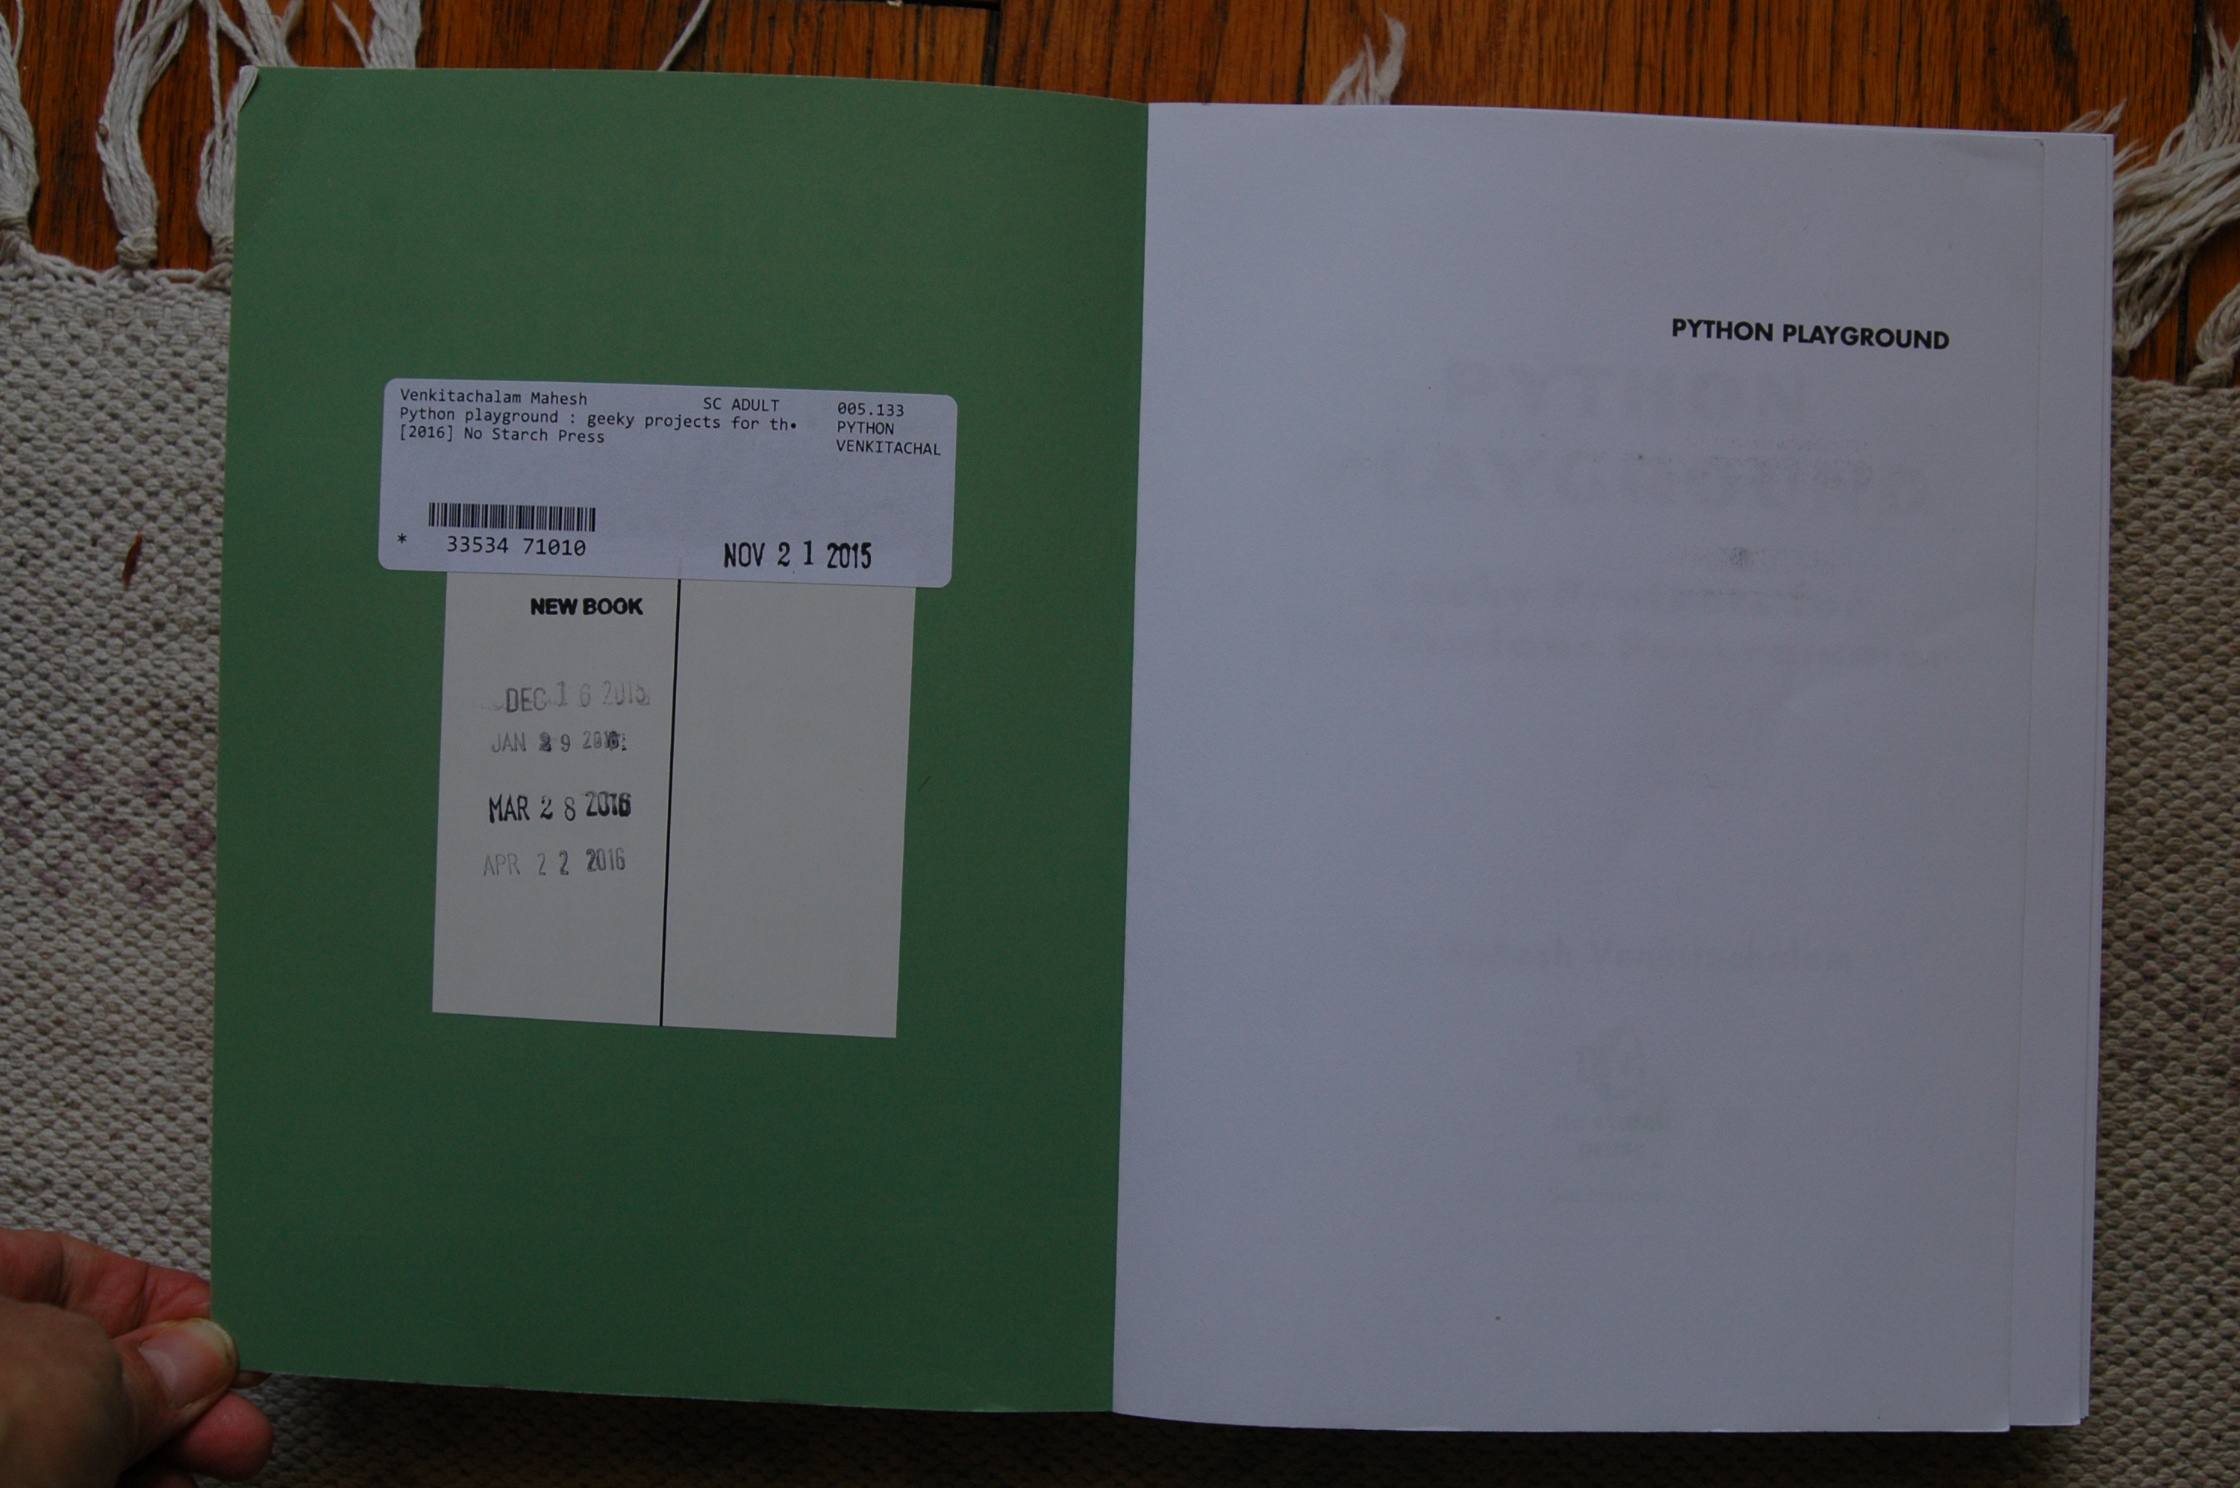 Venkitachalam Mahesh SC ADULT 005.133
Python playground : geeky projects for th• PYTHON
[2016] No Starch Press VENKITACHAL
* 33534 71010 NOV 2 1 2015
NEW BOOK
DEC 1 6 2015
JAN 2 9 2016
MAR 2 8 2016
APR 2 2 2016
PYTHON PLAYGROUND
PYTHON
PLAYGROUND